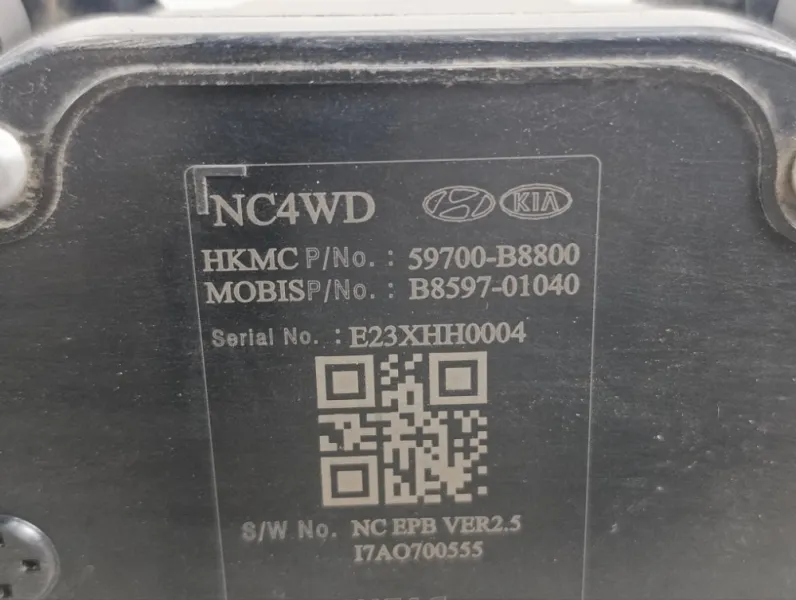 NC4WD KIA
HKMC P/No. : 59700-B8800
MOBIS P/No. : B8597-01040
Serial No. : E23XHH0004
S/W No. NC EPB VER2.5
I7AO700555